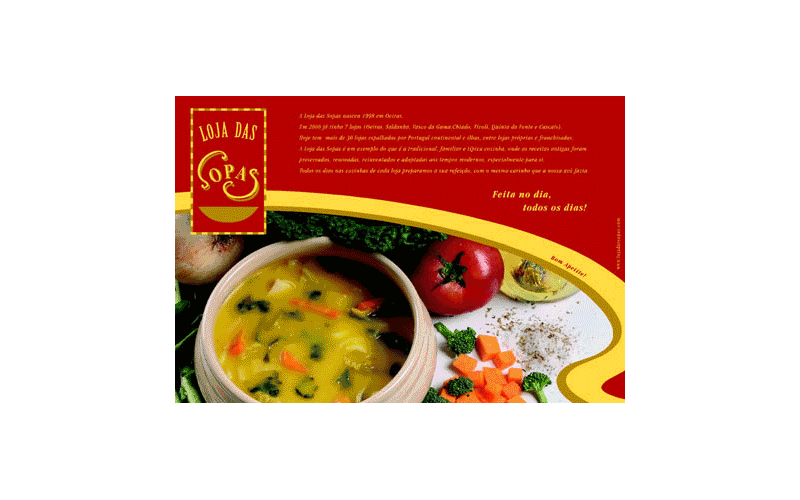 LOJA DAS
SOPAS
A Loja das Sopas nasceu 1998 em Oeiras.
Em 2006 já tinha 7 lojas (Oeiras, Saldanha, Vasco da Gama, Chiado, Tivoli, Quinta do Fonte e Cascais).
Hoje tem mais de 30 lojas espalhadas por Portugal continental e ilhas, entre lojas próprias e franchisadas.
A Loja das Sopas é um exemplo do que é a tradicional, familiar e típica cozinha, onde as receitas antigas foram
preservadas, renovadas, reinventadas e adaptadas aos tempos modernos, especialmente para si.
Todos os dias nas cozinhas de cada loja preparamos a sua refeição, com o mesmo carinho que a nossa avó fazia
Feita no dia,
todos os dias!
Bom Apetite!
www.lojadassopas.com